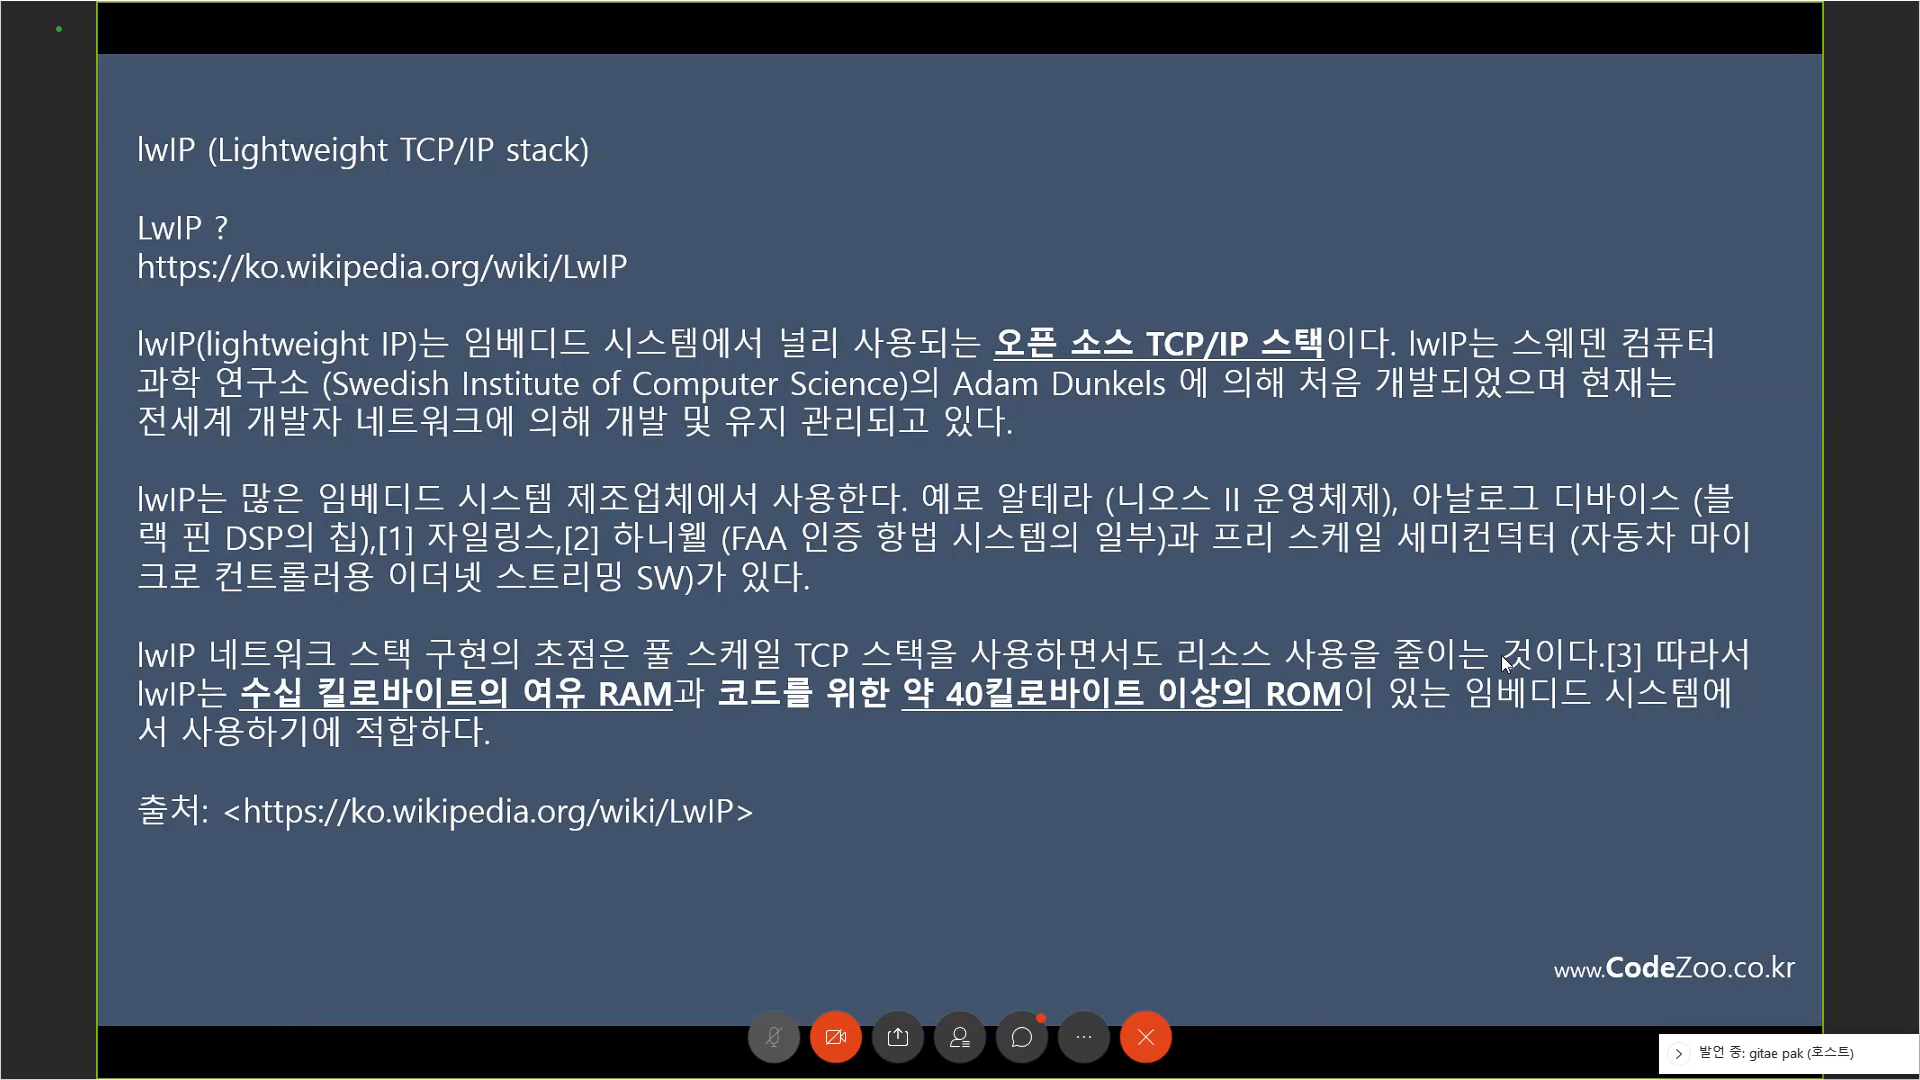 lwIP (Lightweight TCP/IP stack)
LwIP ?
https://ko.wikipedia.org/wiki/LwIP
lwIP(lightweight IP)는 임베디드 시스템에서 널리 사용되는 오픈 소스 TCP/IP 스택이다. lwIP는 스웨덴 컴퓨터
과학 연구소 (Swedish Institute of Computer Science)의 Adam Dunkels 에 의해 처음 개발되었으며 현재는
전세계 개발자 네트워크에 의해 개발 및 유지 관리되고 있다.
lwIP는 많은 임베디드 시스템 제조업체에서 사용한다. 예로 알테라 (니오스 II 운영체제), 아날로그 디바이스 (블
랙 핀 DSP의 칩),[1] 자일링스,[2] 하니웰 (FAA 인증 항법 시스템의 일부)과 프리 스케일 세미컨덕터 (자동차 마이
크로 컨트롤러용 이더넷 스트리밍 SW)가 있다.
lwIP 네트워크 스택 구현의 초점은 풀 스케일 TCP 스택을 사용하면서도 리소스 사용을 줄이는 것이다.[3] 따라서
lwIP는 수십 킬로바이트의 여유 RAM과 코드를 위한 약 40킬로바이트 이상의 ROM이 있는 임베디드 시스템에
서 사용하기에 적합하다.
출처: <https://ko.wikipedia.org/wiki/LwIP>
www.CodeZoo.co.kr
발언 중: gitae pak (호스트)